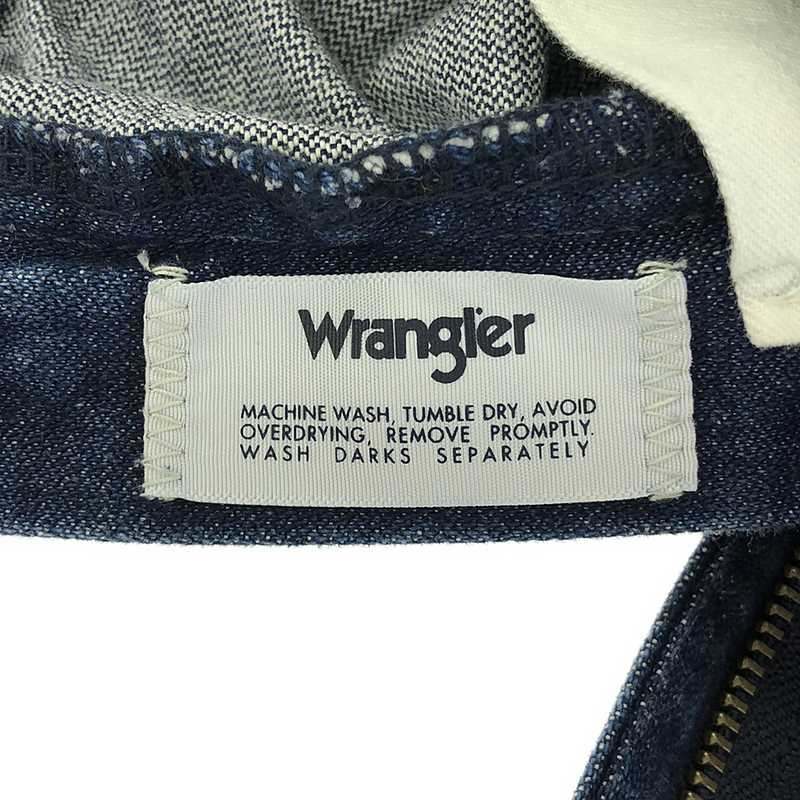 Wrangler
MACHINE WASH, TUMBLE DRY, AVOID
OVERDRYING, REMOVE PROMPTLY.
WASH DARKS SEPARATELY